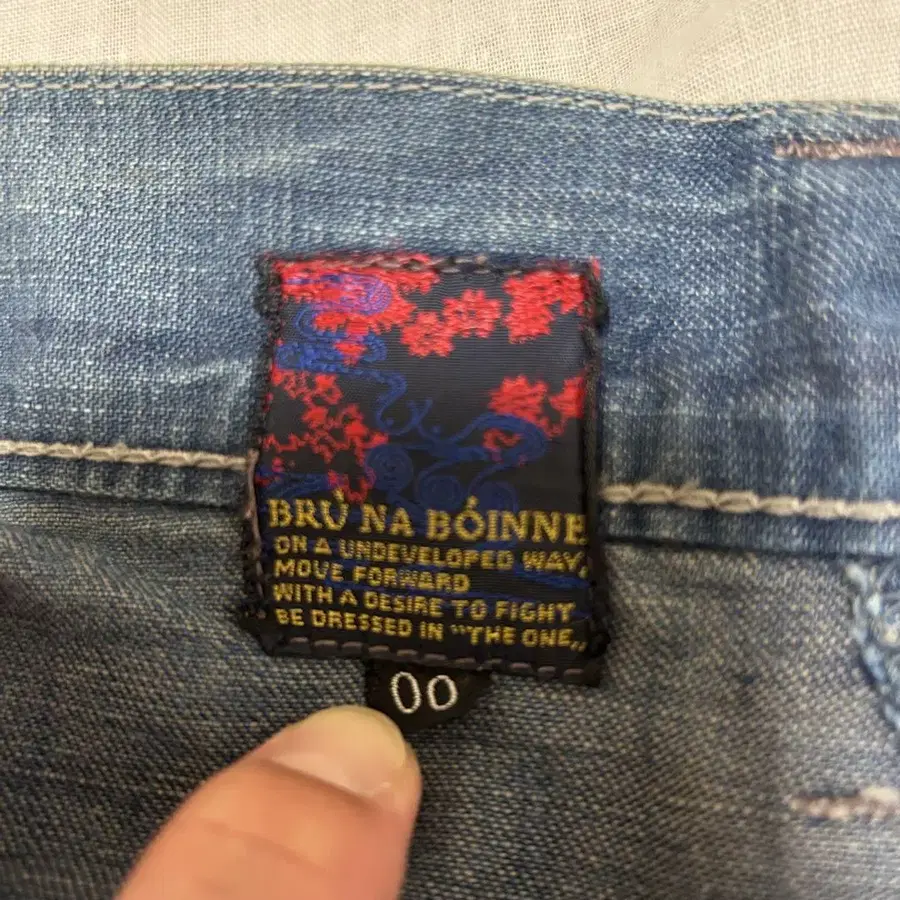 BRÙ NA BÓINNE
ON A UNDEVELOPED WAY,
MOVE FORWARD
WITH A DESIRE TO FIGHT
BE DRESSED IN "THE ONE„
00